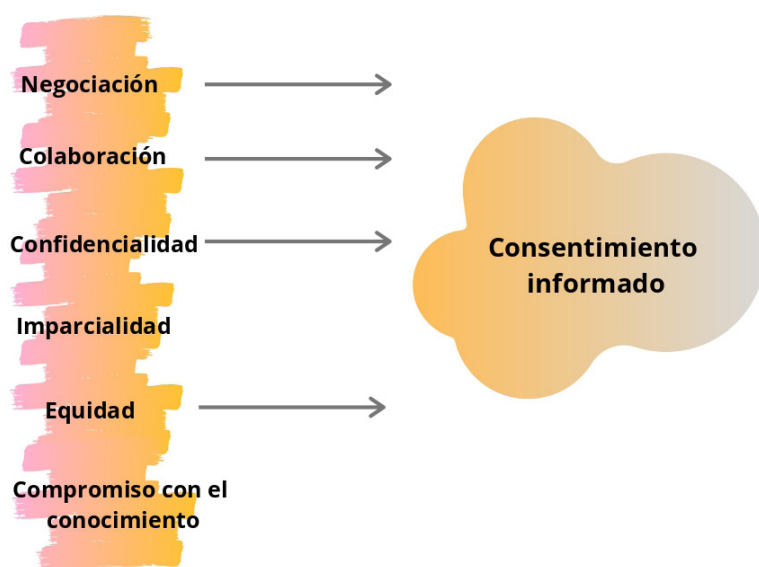 Negociación
Colaboración
Confidencialidad
Imparcialidad
Equidad
Compromiso con el
conocimiento
Consentimiento
informado